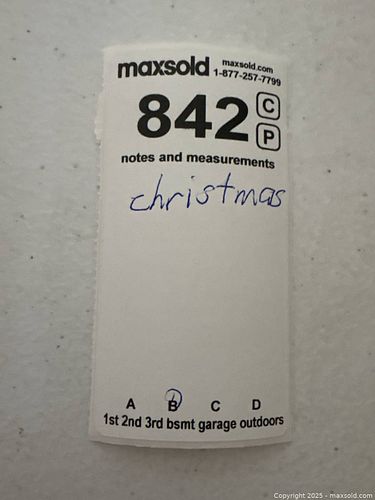 maxsold maxsold.com
1-877-257-7799
842 C
P
notes and measurements
christmas
A B C D
1st 2nd 3rd bsmt garage outdoors
Copyright 2025 - maxsold.com